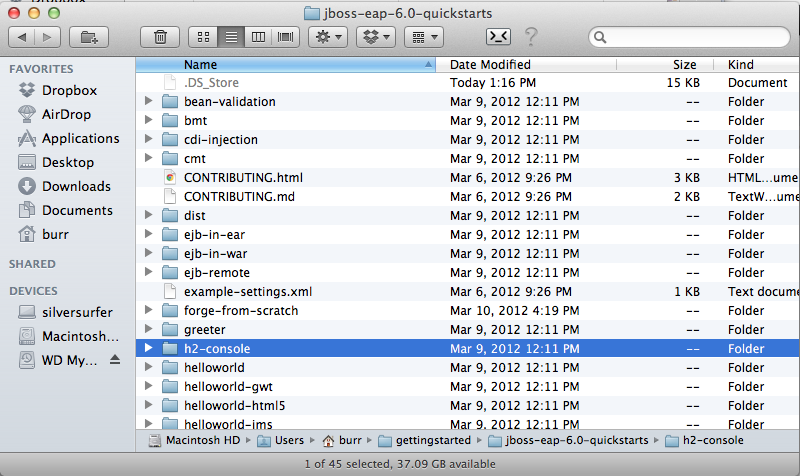 jboss-eap-6.0-quickstarts
FAVORITES
Dropbox
AirDrop
Applications
Desktop
Downloads
Documents
burr
SHARED
DEVICES
silversurfer
Macintosh...
WD My...
Name Date Modified Size Kind
.DS_Store Today 1:16 PM 15 KB Document
bean-validation Mar 9, 2012 12:11 PM -- Folder
bmt Mar 9, 2012 12:11 PM -- Folder
cdi-injection Mar 9, 2012 12:11 PM -- Folder
cmt Mar 9, 2012 12:11 PM -- Folder
CONTRIBUTING.html Mar 6, 2012 9:26 PM 3 KB HTML...ume
CONTRIBUTING.md Mar 6, 2012 9:26 PM 2 KB TextW...ume
dist Mar 9, 2012 12:11 PM -- Folder
ejb-in-ear Mar 9, 2012 12:11 PM -- Folder
ejb-in-war Mar 9, 2012 12:11 PM -- Folder
ejb-remote Mar 9, 2012 12:11 PM -- Folder
example-settings.xml Mar 6, 2012 9:26 PM 1 KB Text docume
forge-from-scratch Mar 10, 2012 4:19 PM -- Folder
greeter Mar 9, 2012 12:11 PM -- Folder
h2-console Mar 9, 2012 12:11 PM -- Folder
helloworld Mar 9, 2012 12:11 PM -- Folder
helloworld-gwt Mar 9, 2012 12:11 PM -- Folder
helloworld-html5 Mar 9, 2012 12:11 PM -- Folder
helloworld-jms Mar 9, 2012 12:11 PM -- Folder
Macintosh HD Users burr gettingstarted jboss-eap-6.0-quickstarts h2-console
1 of 45 selected, 37.09 GB available